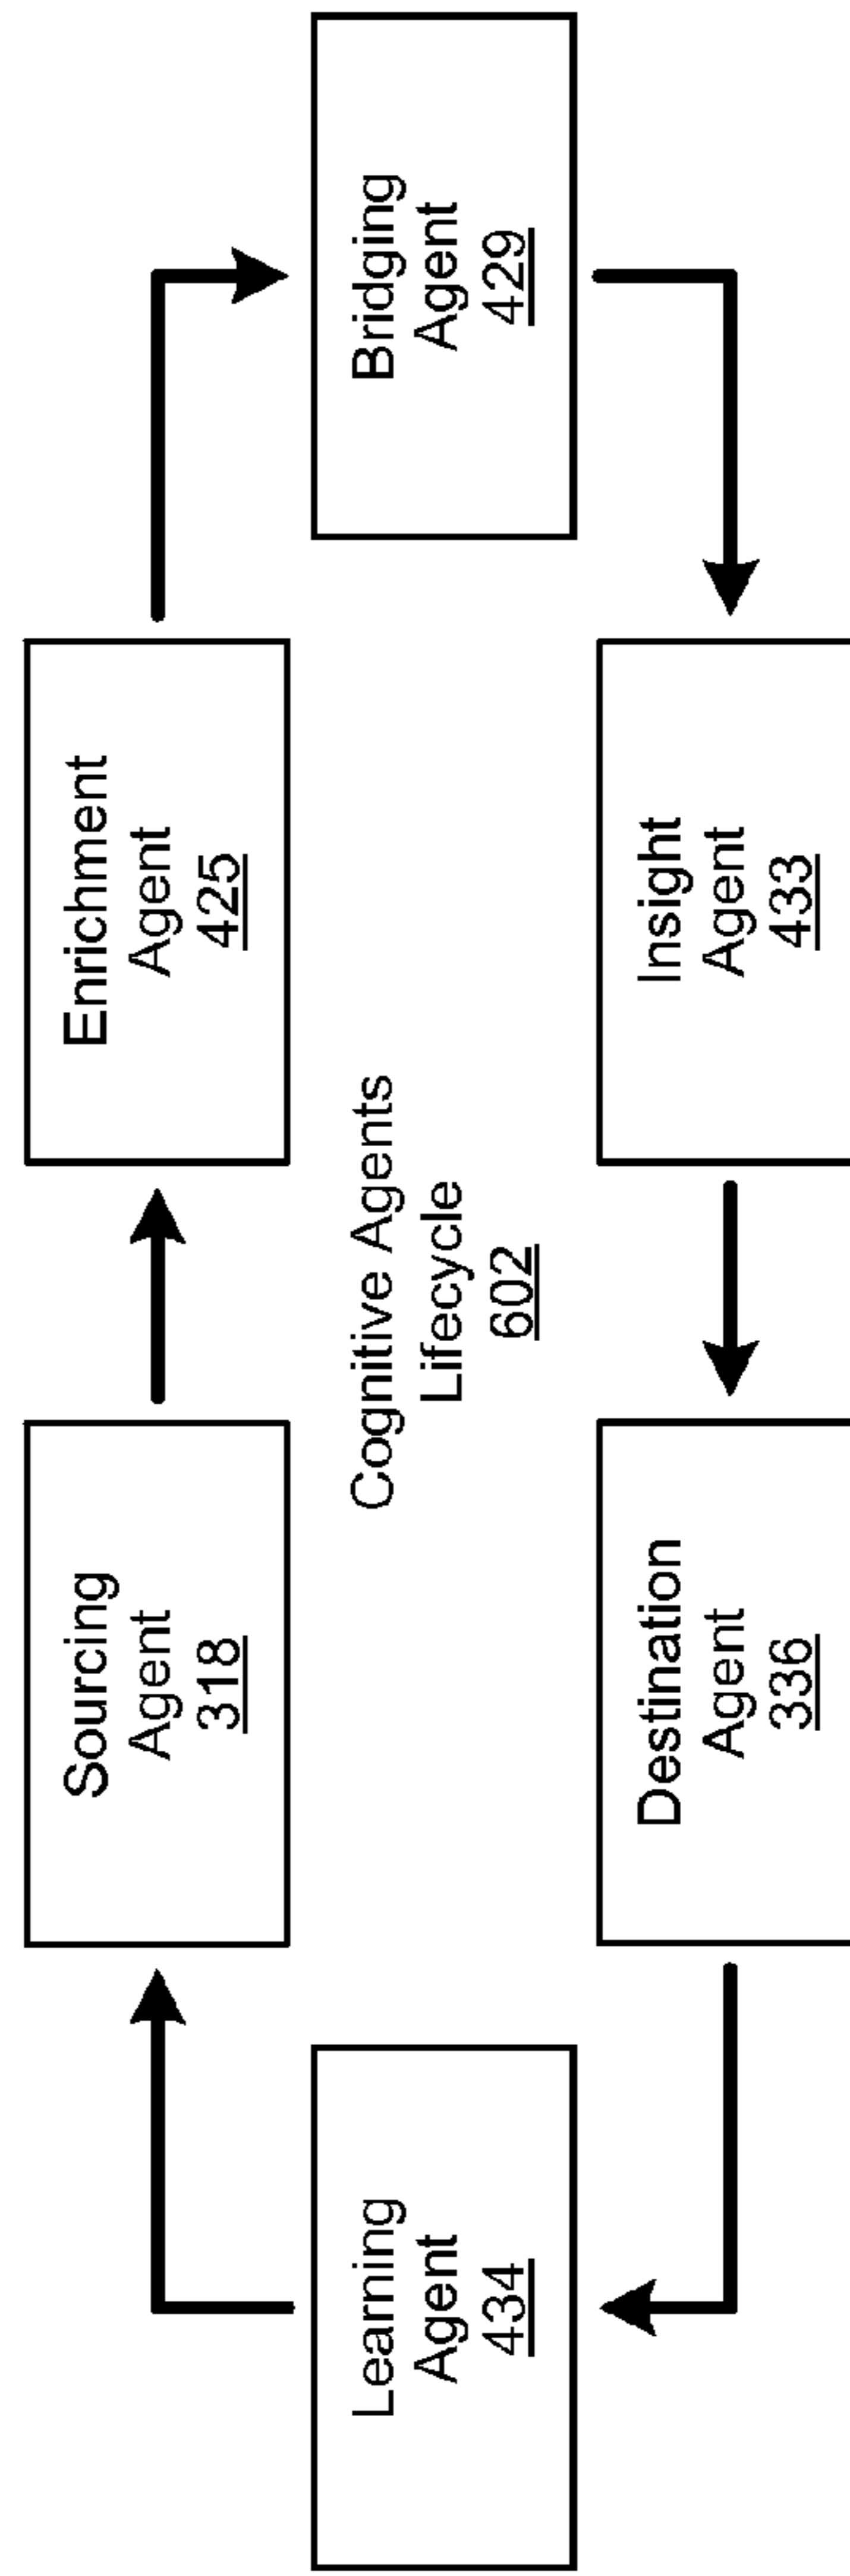 Sourcing
Agent
318
Enrichment
Agent
425
Learning
Agent
434
Cognitive Agents
Lifecycle
602
Bridging
Agent
429
Destination
Agent
336
Insight
Agent
433